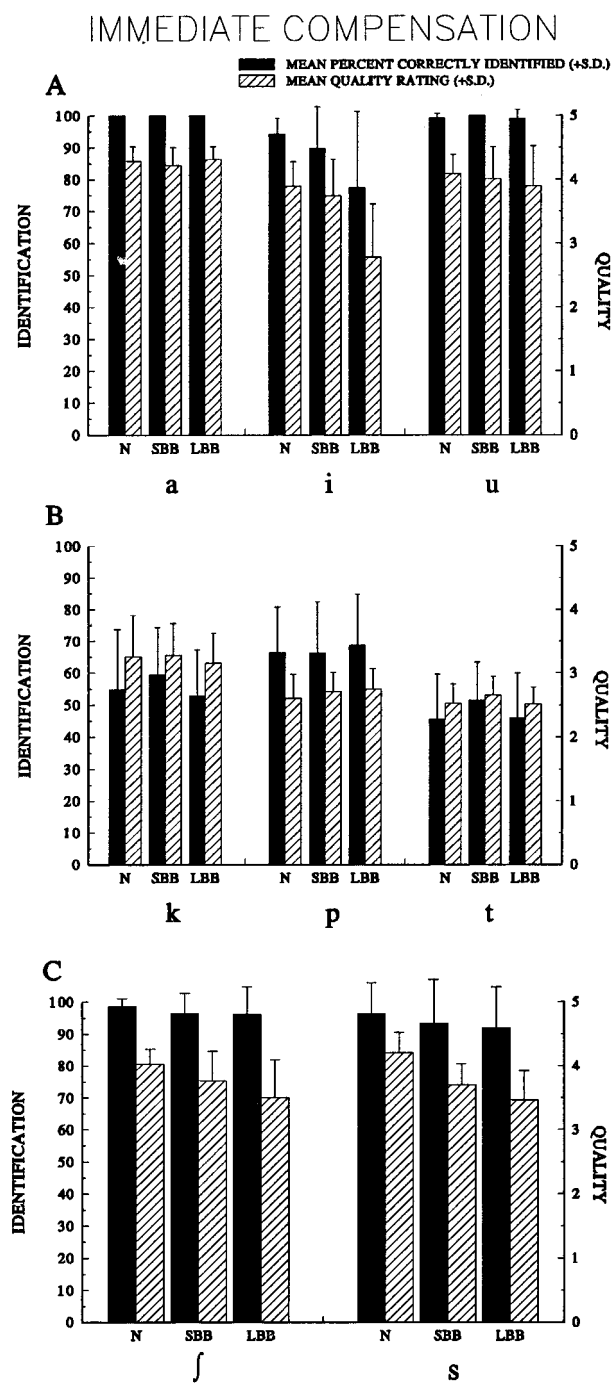 IMMEDIATE COMPENSATION
MEAN PERCENT CORRECTLY IDENTIFIED (+S.D.)
MEAN QUALITY RATING (+S.D.)
A
IDENTIFICATION
100
90
80
70
60
50
40
30
20
10
0
5
4
3
2
1
0
QUALITY
N SBB LBB N SBB LBB N SBB LBB
a i u
B
IDENTIFICATION
100
90
80
70
60
50
40
30
20
10
0
5
4
3
2
1
0
QUALITY
N SBB LBB N SBB LBB N SBB LBB
k p t
C
IDENTIFICATION
100
90
80
70
60
50
40
30
20
10
0
5
4
3
2
1
0
QUALITY
N SBB LBB N SBB LBB
ʃ s